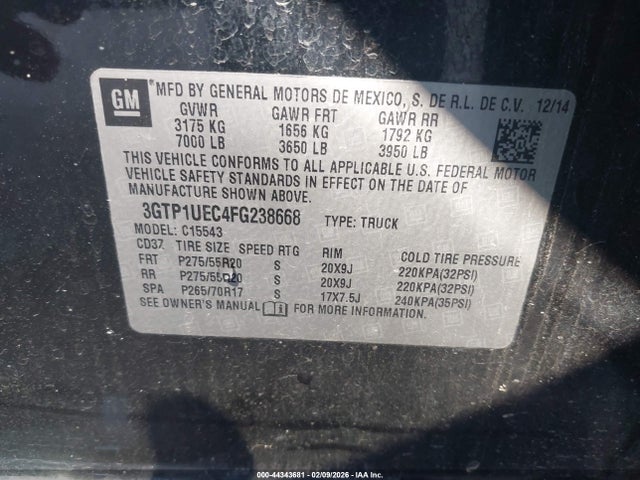 GM
MFD BY GENERAL MOTORS DE MEXICO, S. DE R.L. DE C.V. 12/14
GVWR GAWR FRT GAWR RR
3175 KG 1656 KG 1792 KG
7000 LB 3650 LB 3950 LB
THIS VEHICLE CONFORMS TO ALL APPLICABLE U.S. FEDERAL MOTOR
VEHICLE SAFETY STANDARDS IN EFFECT ON THE DATE OF
MANUFACTURE SHOWN ABOVE.
3GTP1UEC4FG238668 TYPE: TRUCK
MODEL: C15543
CD37 TIRE SIZE SPEED RTG RIM COLD TIRE PRESSURE
FRT P275/55R20 S 20X9J 220KPA(32PSI)
RR P275/55R20 S 20X9J 220KPA(32PSI)
SPA P265/70R17 S 17X7.5J 240KPA(35PSI)
SEE OWNER'S MANUAL FOR MORE INFORMATION.
000-44343681 - 02/09/2026 - IAA Inc. - Copart